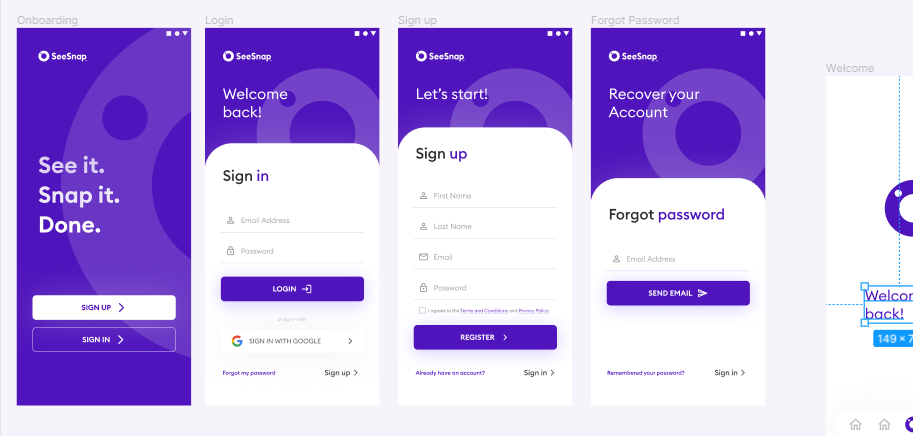 Onboarding
SeeSnap
See it.
Snap it.
Done.
SIGN UP
SIGN IN
Login
SeeSnap
Welcome
back!
Sign in
Email Address
Password
LOGIN
or sign in with
SIGN IN WITH GOOGLE
Forgot my password
Sign up
Sign up
SeeSnap
Let's start!
Sign up
First Name
Last Name
Email
Password
I agree to the Terms and Conditions and Privacy Policy
REGISTER
Already have an account?
Sign in
Forgot Password
SeeSnap
Recover your
Account
Forgot password
Email Address
SEND EMAIL
Remembered your password?
Sign in
Welcome
Welcor
back!
149 × 7